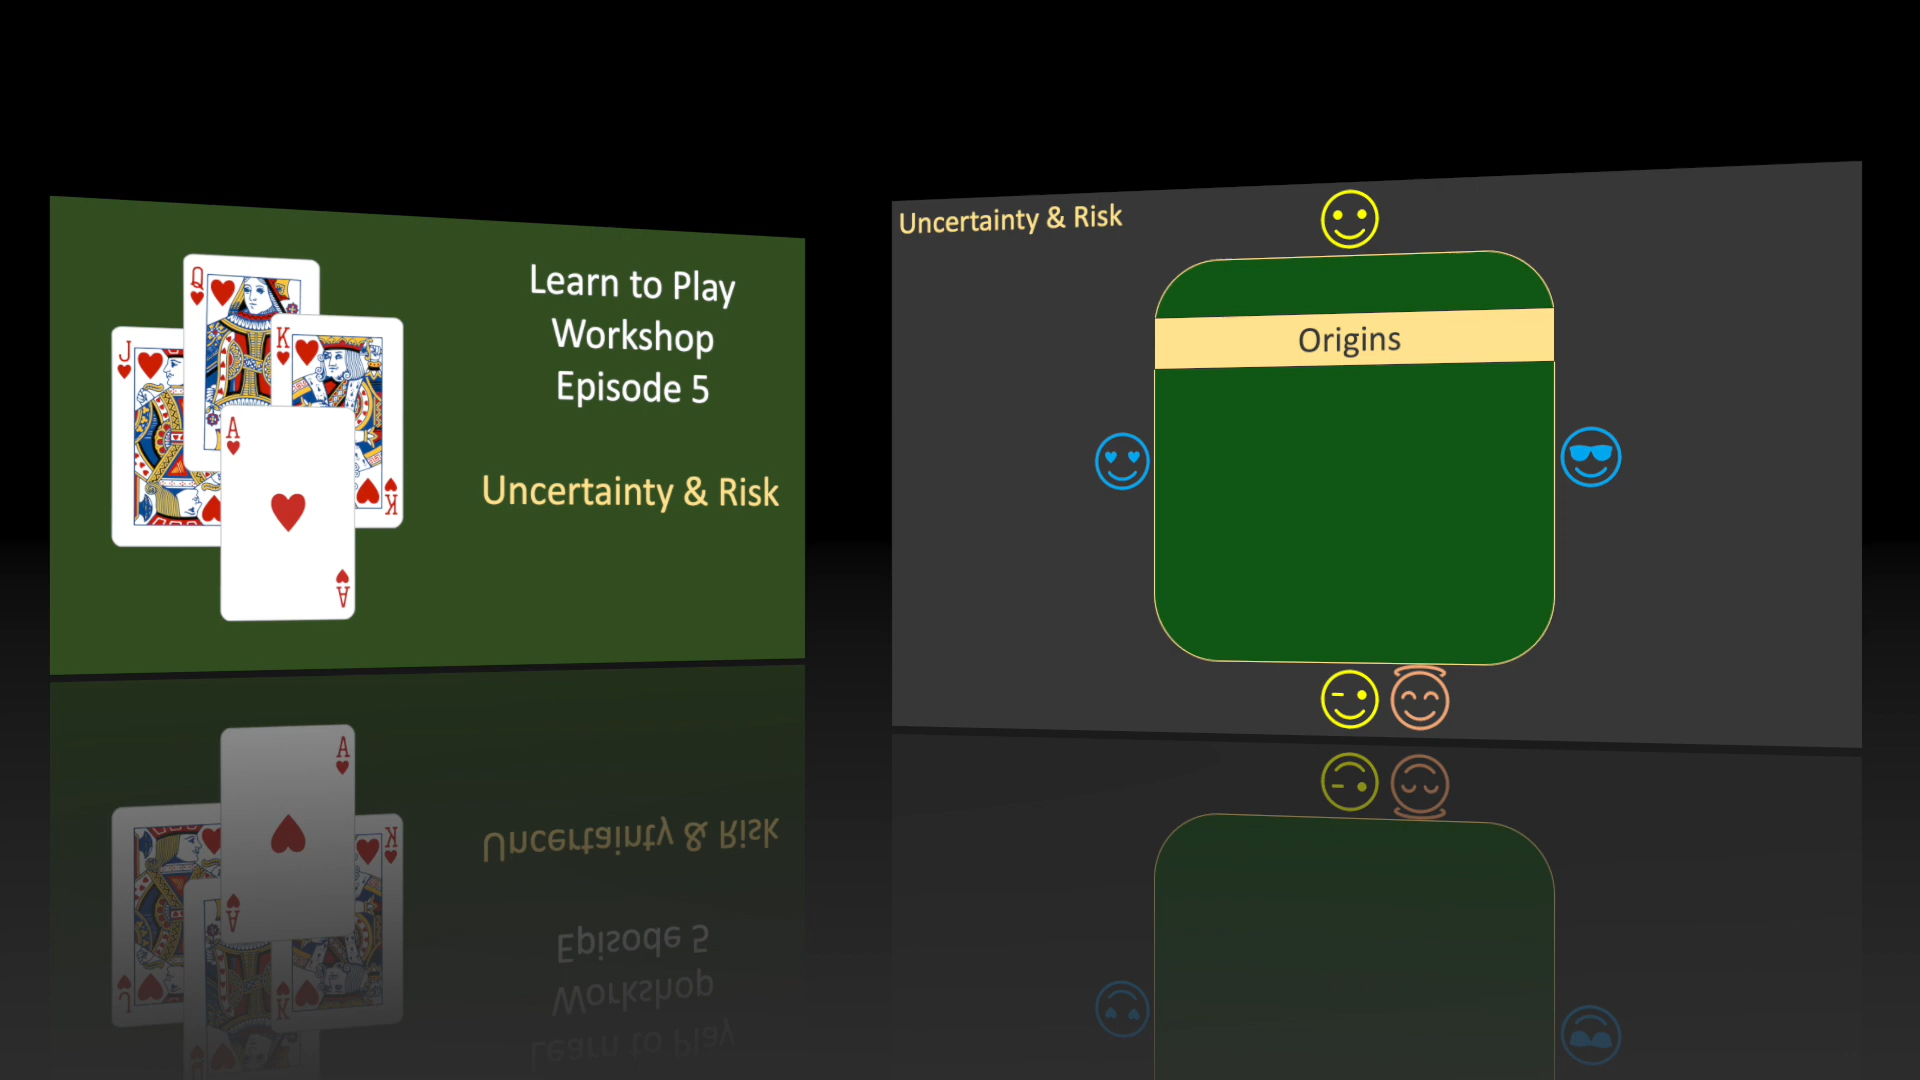 Learn to Play
Workshop
Episode 5
Uncertainty & Risk
Q
J
K
A
K
A
Uncertainty & Risk
Origins